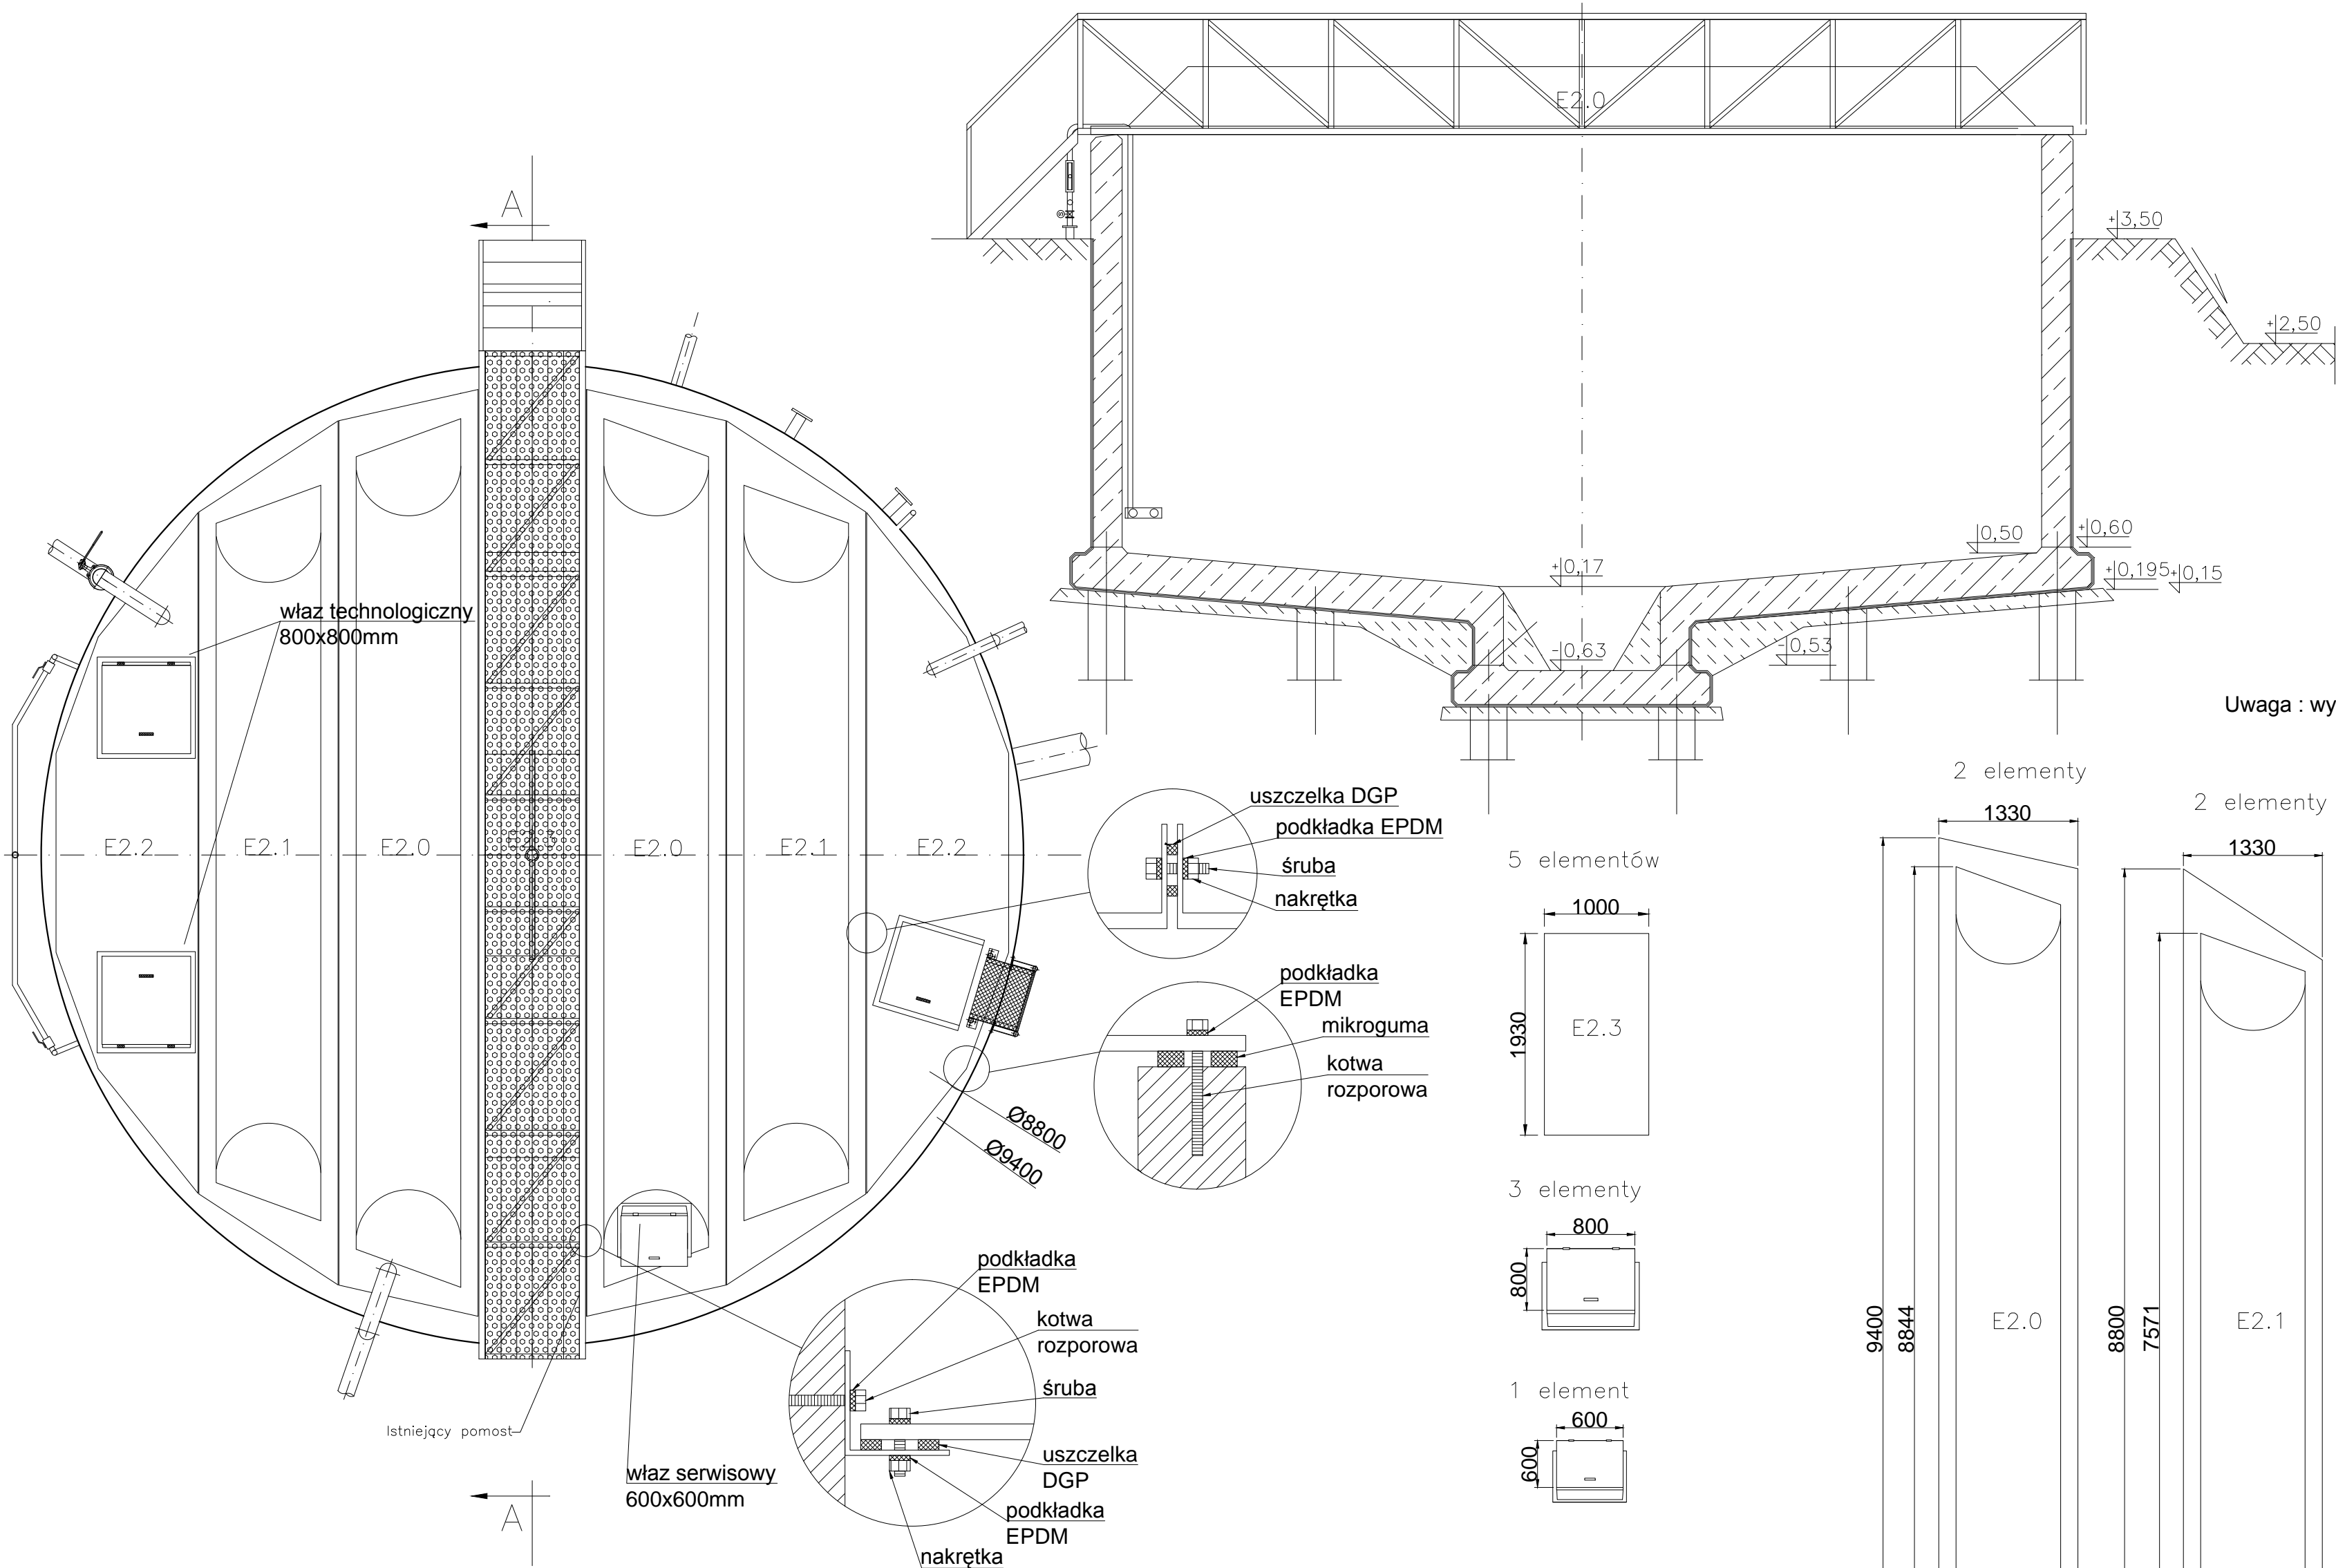 E2.0
+3,50
+2,50
0,50
+0,60
+0,17
+0,195
+0,15
-0,63
-0,53
Uwaga : wy
A
właz technologiczny
800x800mm
E2.2
E2.1
E2.0
E2.0
E2.1
E2.2
Ø8800
Ø9400
uszczelka DGP
podkładka EPDM
śruba
nakrętka
podkładka
EPDM
mikroguma
kotwa
rozporowa
podkładka
EPDM
kotwa
rozporowa
śruba
uszczelka
DGP
podkładka
EPDM
nakrętka
Istniejący pomost
właz serwisowy
600x600mm
A
5 elementów
1000
1930
E2.3
3 elementy
800
800
1 element
600
600
2 elementy
1330
9400
8844
E2.0
2 elementy
1330
8800
7571
E2.1